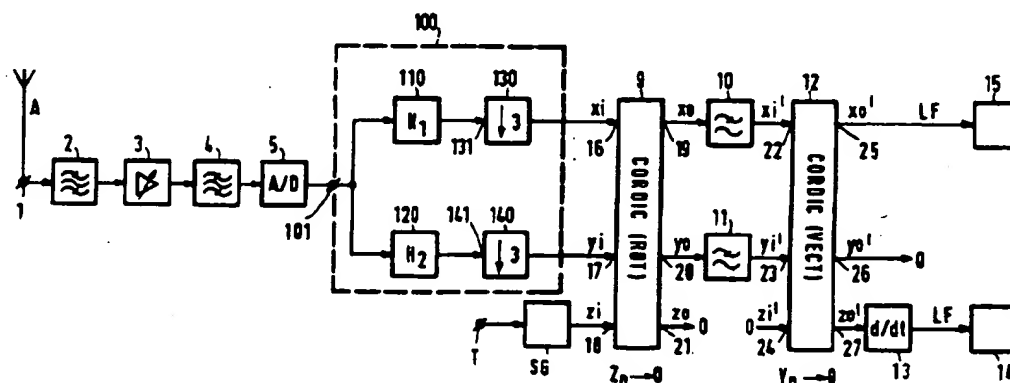 100
A
1
2
3
4
5
A/D
101
110
H1
130
131
↓ 3
120
H2
141
140
↓ 3
xi
16
yi
17
zi
18
T
SG
9
CORDIC (ROT)
xo
19
yo
20
zo
0
21
Zn → 0
10
11
xi'
22
yi'
23
0
zi'
24
12
CORDIC (VECT)
xo'
25
LF
15
yo'
26
0
zo'
27
d/dt
13
LF
14
Yn → 0